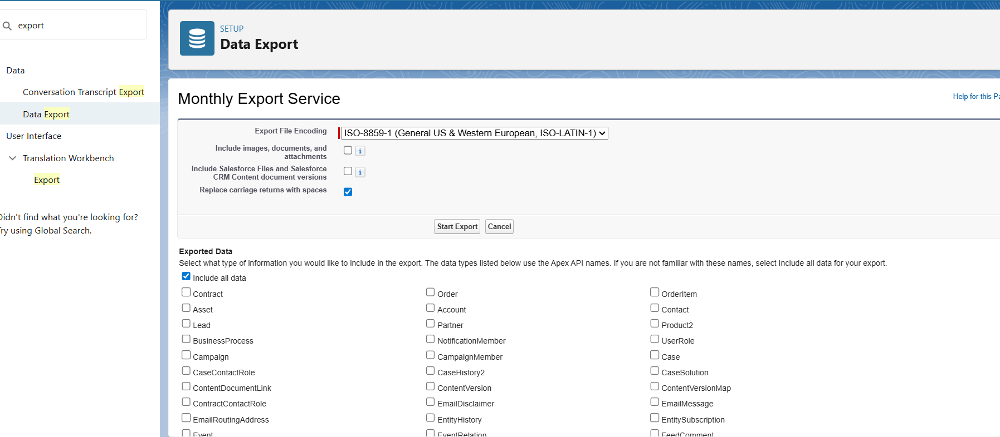 export
Data
Conversation Transcript Export
Data Export
User Interface
Translation Workbench
Export
Didn't find what you're looking for?
Try using Global Search.
SETUP
Data Export
Monthly Export Service
Help for this Pa
Export File Encoding
ISO-8859-1 (General US & Western European, ISO-LATIN-1)
Include images, documents, and
attachments
Include Salesforce Files and Salesforce
CRM Content document versions
Replace carriage returns with spaces
Start Export Cancel
Exported Data
Select what type of information you would like to include in the export. The data types listed below use the Apex API names. If you are not familiar with these names, select Include all data for your export.
Include all data
Contract Order OrderItem
Asset Account Contact
Lead Partner Product2
BusinessProcess NotificationMember UserRole
Campaign CampaignMember Case
CaseContactRole CaseHistory2 CaseSolution
ContentDocumentLink ContentVersion ContentVersionMap
ContractContactRole EmailDisclaimer EmailMessage
EmailRoutingAddress EntityHistory EntitySubscription
Event EventRelation FeedComment